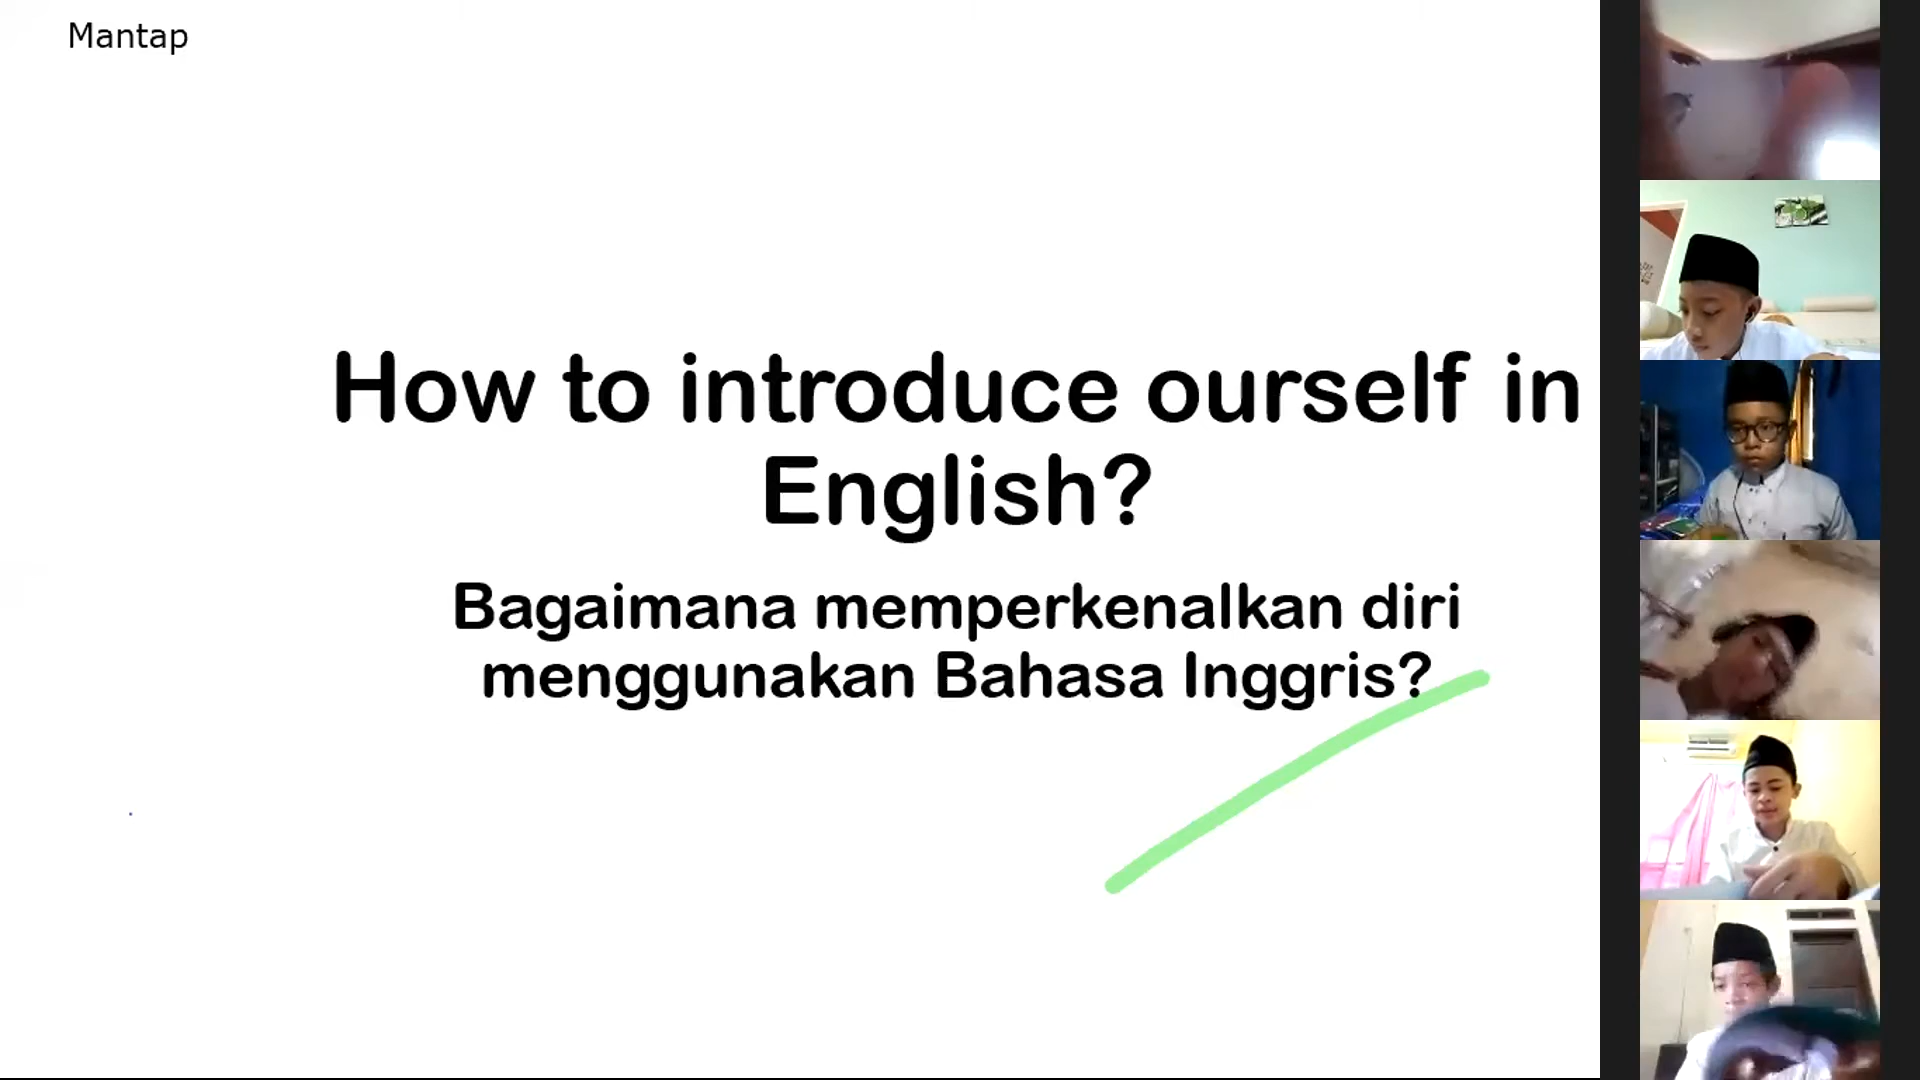 Mantap
How to introduce ourself in
English?
Bagaimana memperkenalkan diri
menggunakan Bahasa Inggris?